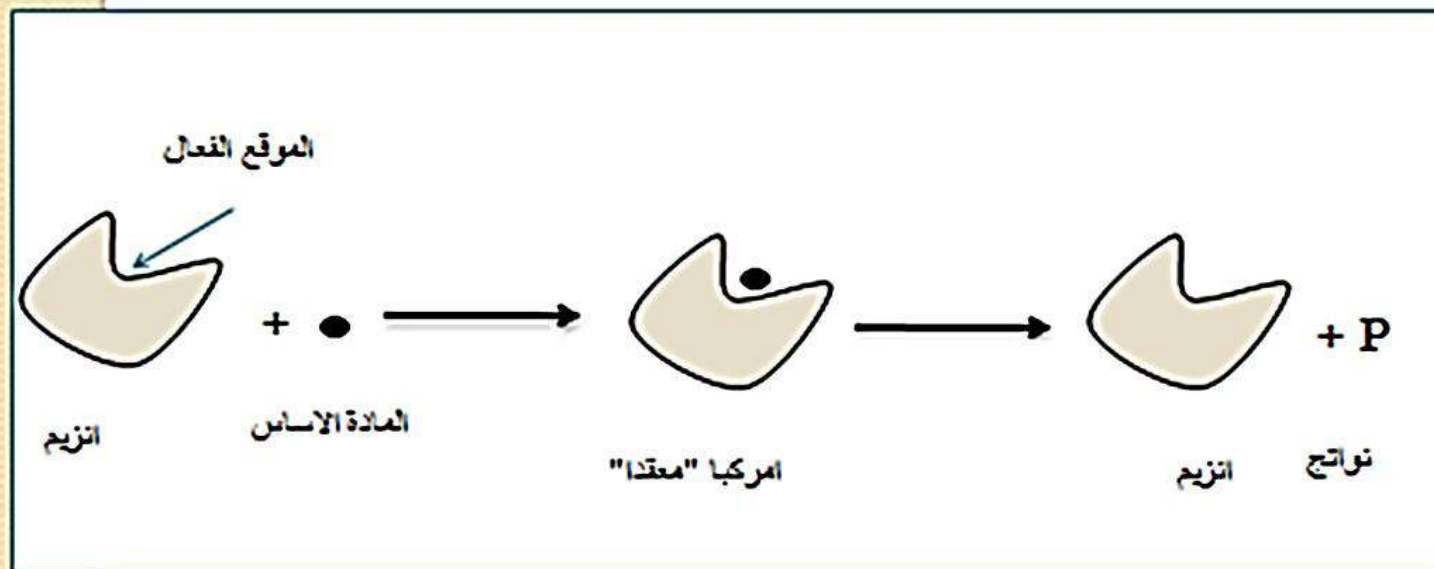 الموقع الفعال
+
+ P
انزيم
المادة الاساس
امركبا "معقدا"
انزيم
نواتج